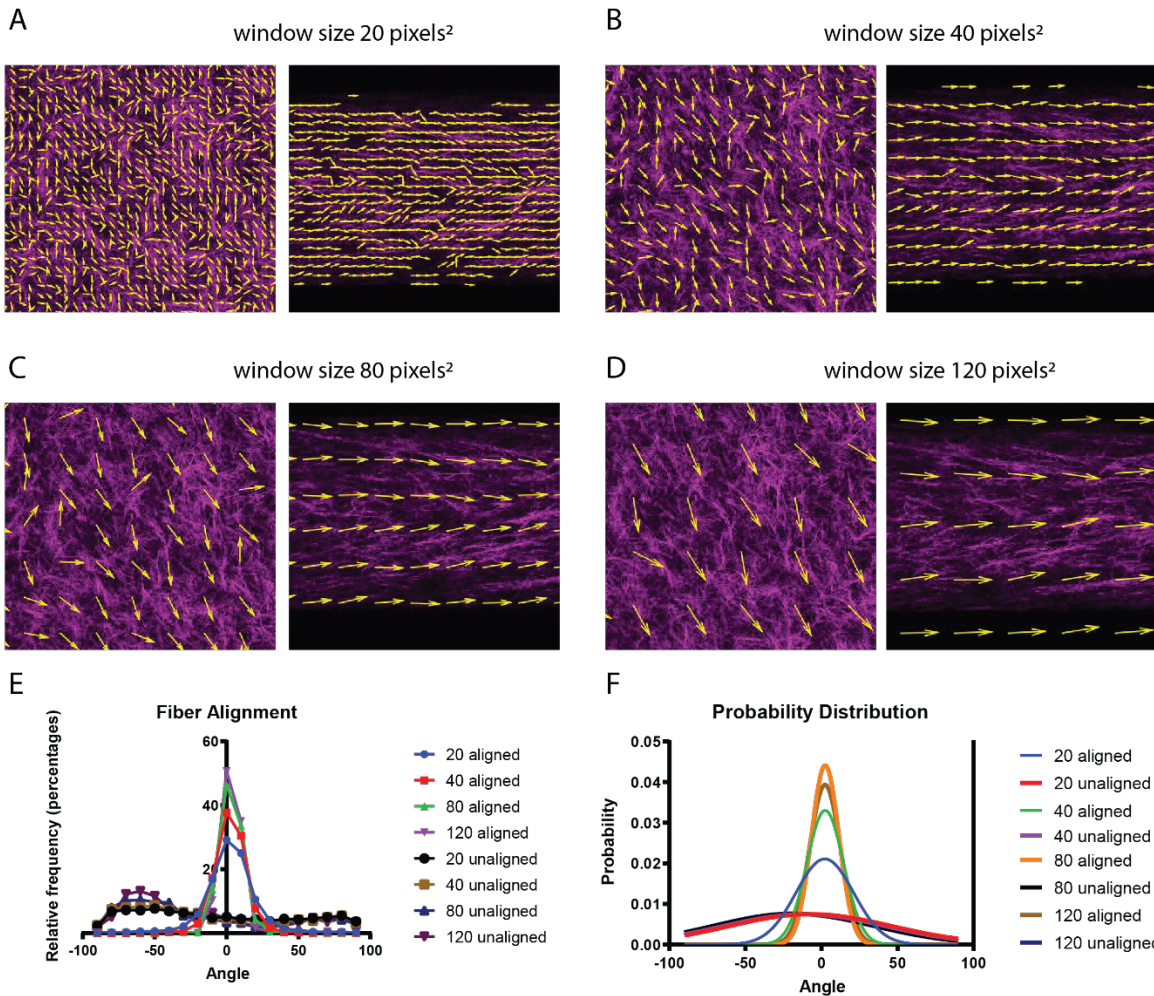 A
window size 20 pixels²
B
window size 40 pixels²
C
window size 80 pixels²
D
window size 120 pixels²
E
Fiber Alignment
Relative frequency (percentages)
60
40
20
-100
-50
0
50
100
Angle
20 aligned
40 aligned
80 aligned
120 aligned
20 unaligned
40 unaligned
80 unaligned
120 unaligned
F
Probability Distribution
Probability
0.05
0.04
0.03
0.02
0.01
0.00
-100
-50
0
50
100
Angle
20 aligned
20 unaligned
40 aligned
40 unaligned
80 aligned
80 unaligned
120 aligned
120 unaligned